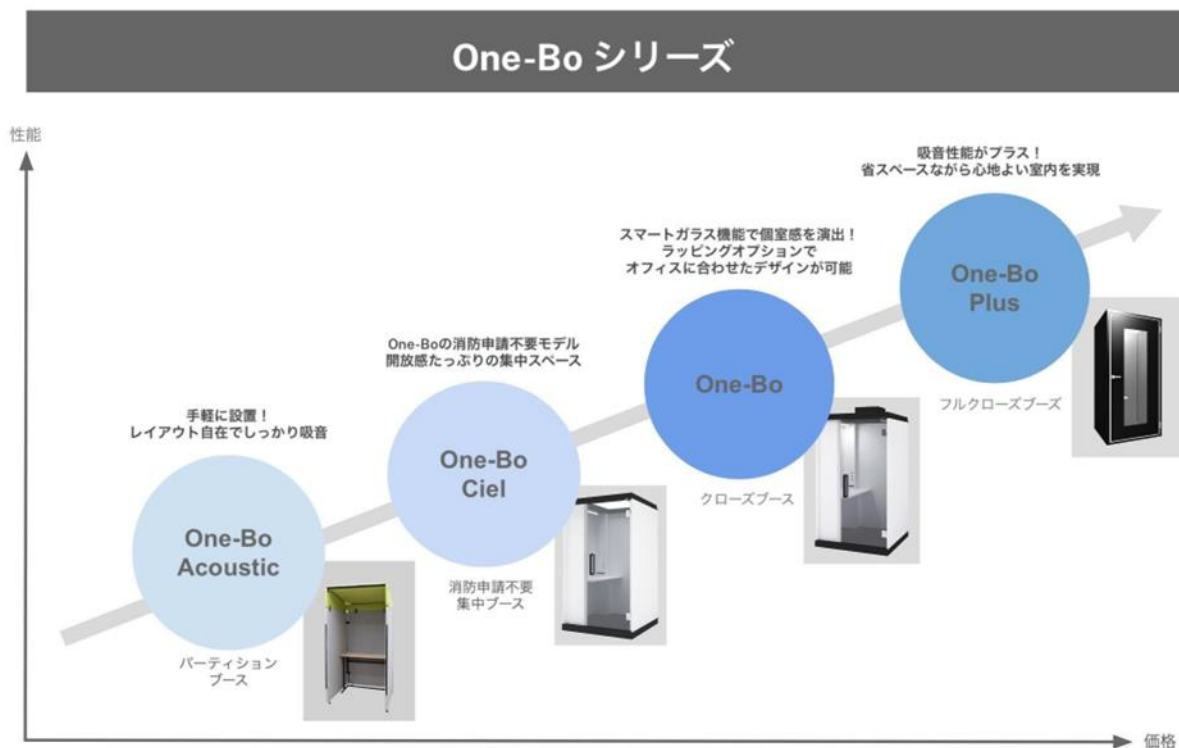 One-Bo シリーズ
性能
吸音性能がプラス！
省スペースながら心地よい室内を実現
One-Bo
Plus
フルクローズブーズ
スマートガラス機能で個室感を演出！
ラッピングオプションで
オフィスに合わせたデザインが可能
One-Bo
クローズブース
One-Boの消防申請不要モデル
開放感たっぷりの集中スペース
One-Bo
Ciel
消防申請不要
集中ブース
手軽に設置！
レイアウト自在でしっかり吸音
One-Bo
Acoustic
パーティション
ブース
価格